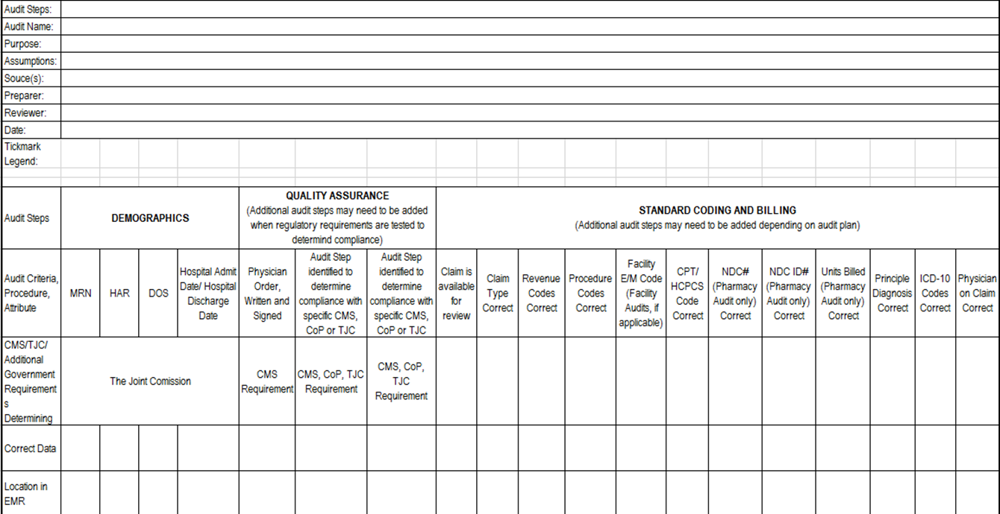 Audit Steps:
Audit Name:
Purpose:
Assumptions:
Souce(s):
Preparer:
Reviewer:
Date:
Tickmark
Legend:
Audit Steps
DEMOGRAPHICS
QUALITY ASSURANCE
(Additional audit steps may need to be added
when regulatory requirements are tested to
determind compliance)
STANDARD CODING AND BILLING
(Additional audit steps may need to be added depending on audit plan)
Audit Criteria,
Procedure,
Attribute
MRN
HAR
DOS
Hospital Admit
Date/ Hospital
Discharge
Date
Physician
Order,
Written and
Signed
Audit Step
identified to
determine
compliance with
specific CMS,
CoP or TJC
Audit Step
identified to
determine
compliance with
specific CMS,
CoP or TJC
Claim is
available
for
review
Claim
Type
Correct
Revenue
Codes
Correct
Procedure
Codes
Correct
Facility
E/M Code
(Facility
Audits, if
applicable)
CPT/
HCPCS
Code
Correct
NDC#
(Pharmacy
Audit only)
Correct
NDC ID#
(Pharmacy
Audit only)
Correct
Units Billed
(Pharmacy
Audit only)
Correct
Principle
Diagnosis
Correct
ICD-10
Codes
Correct
Physician
on Claim
Correct
CMS/TJC/
Additional
Government
Requirement
s
Determining
The Joint Comission
CMS
Requirement
CMS, CoP, TJC
Requirement
CMS, CoP,
TJC
Requirement
Correct Data
Location in
EMR